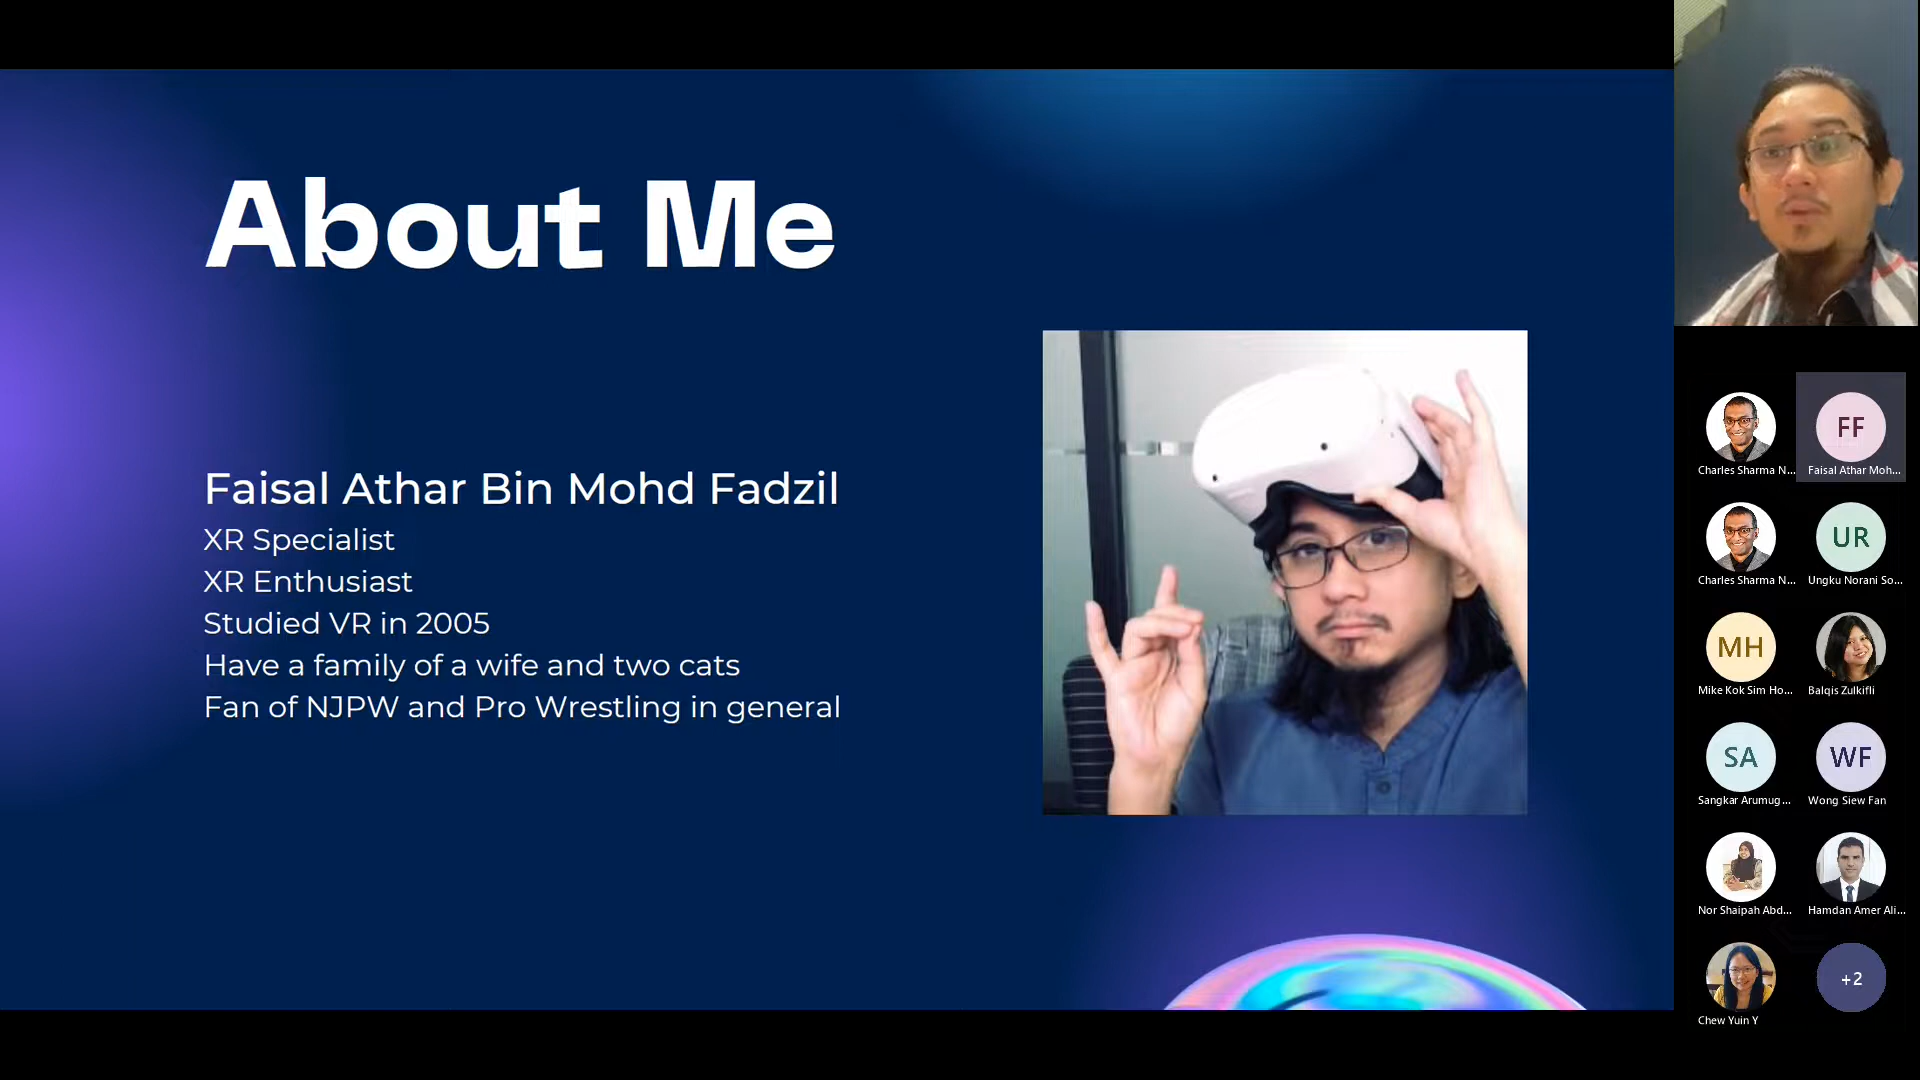 About Me
Faisal Athar Bin Mohd Fadzil
XR Specialist
XR Enthusiast
Studied VR in 2005
Have a family of a wife and two cats
Fan of NJPW and Pro Wrestling in general
Charles Sharma N...
FF
Faisal Athar Moh...
Charles Sharma N...
UR
Ungku Norani So...
MH
Mike Kok Sim Ho...
Balqis Zulkifli
SA
Sangkar Arumug...
WF
Wong Siew Fan
Nor Shaipah Abd...
Hamdan Amer Ali...
Chew Yuin Y
+2